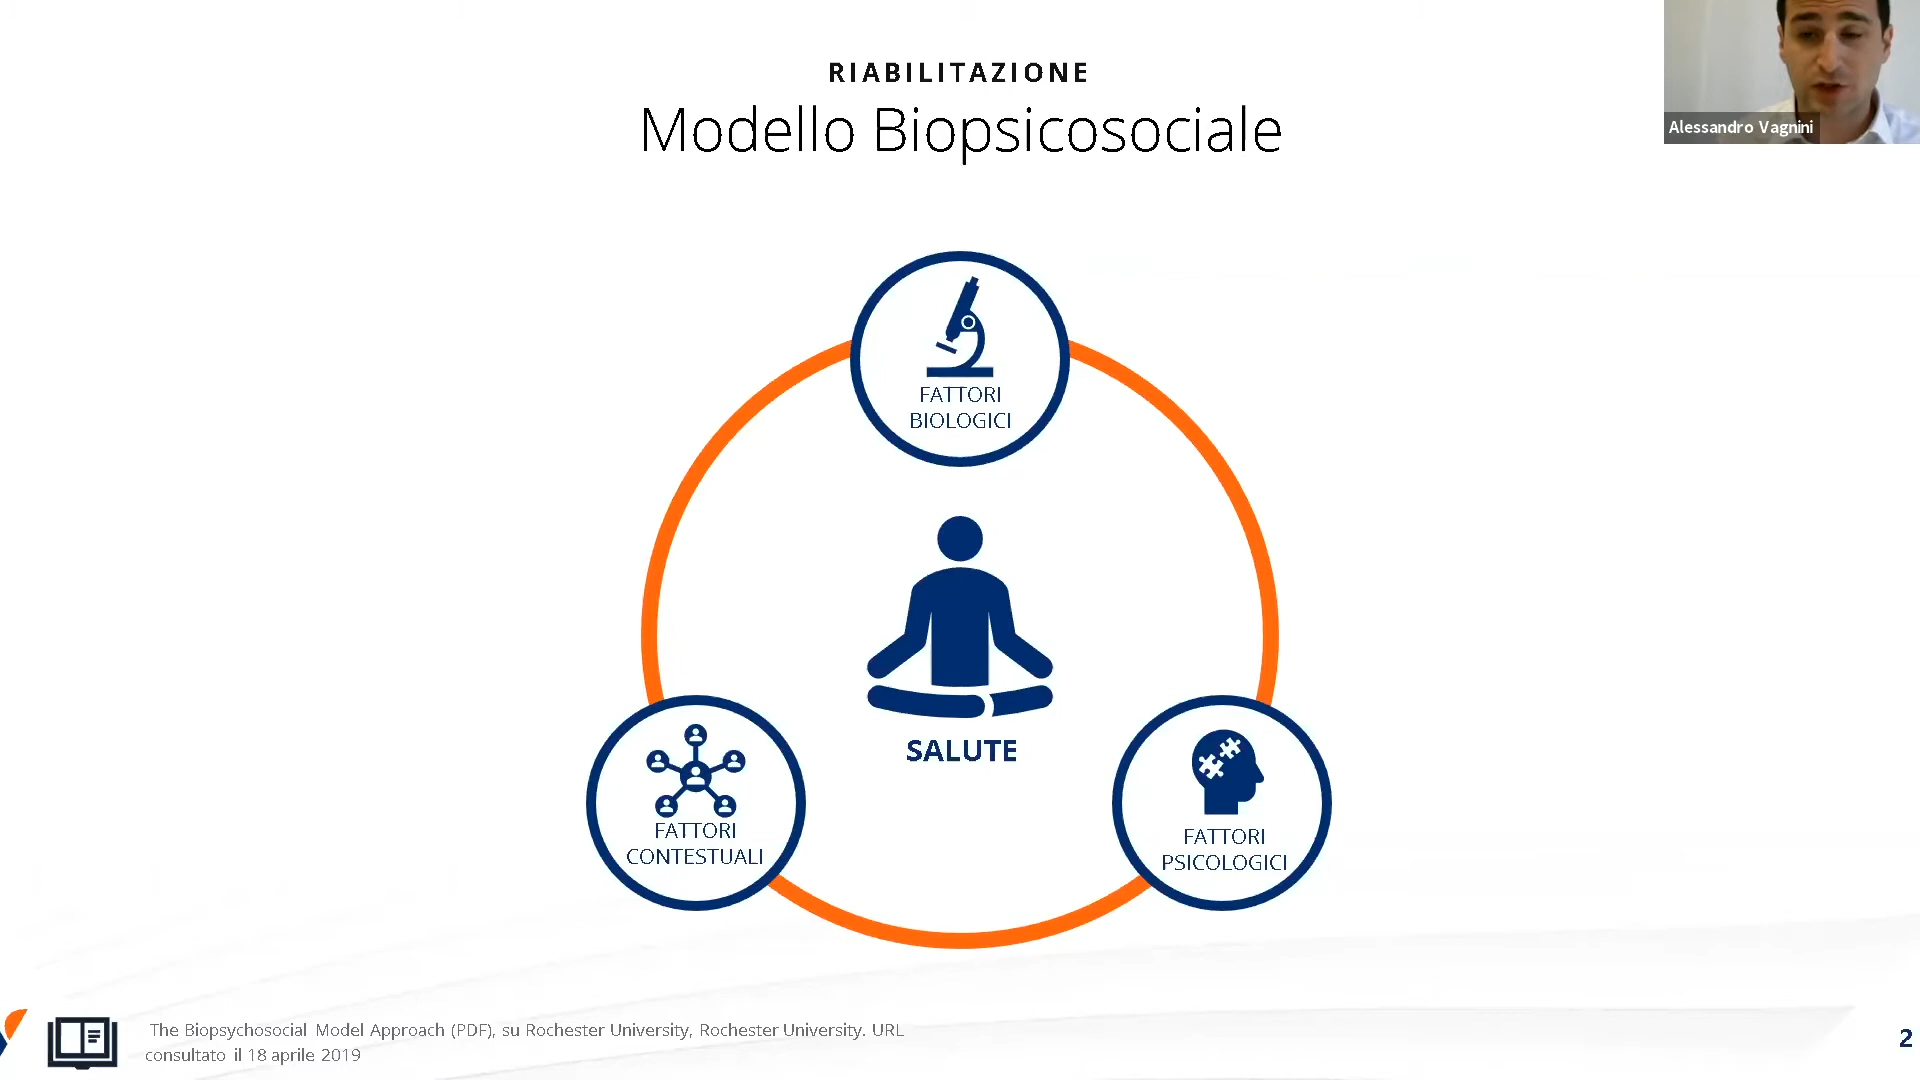 RIABILITAZIONE
Modello Biopsicosociale
Alessandro Vagnini
FATTORI
BIOLOGICI
SALUTE
FATTORI
CONTESTUALI
FATTORI
PSICOLOGICI
The Biopsychosocial Model Approach (PDF), su Rochester University, Rochester University. URL
consultato il 18 aprile 2019
2